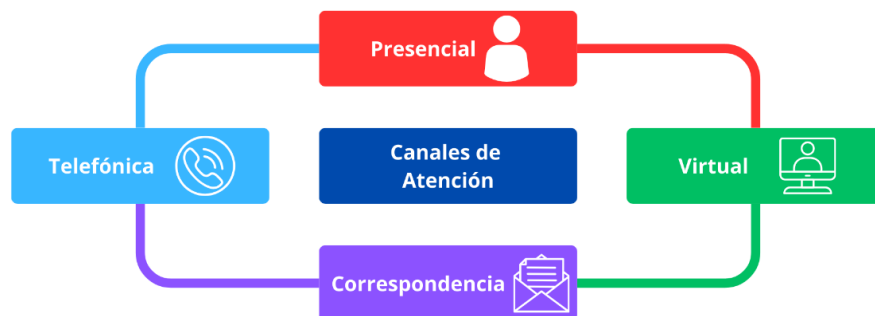 Presencial
Telefónica
Canales de
Atención
Virtual
Correspondencia